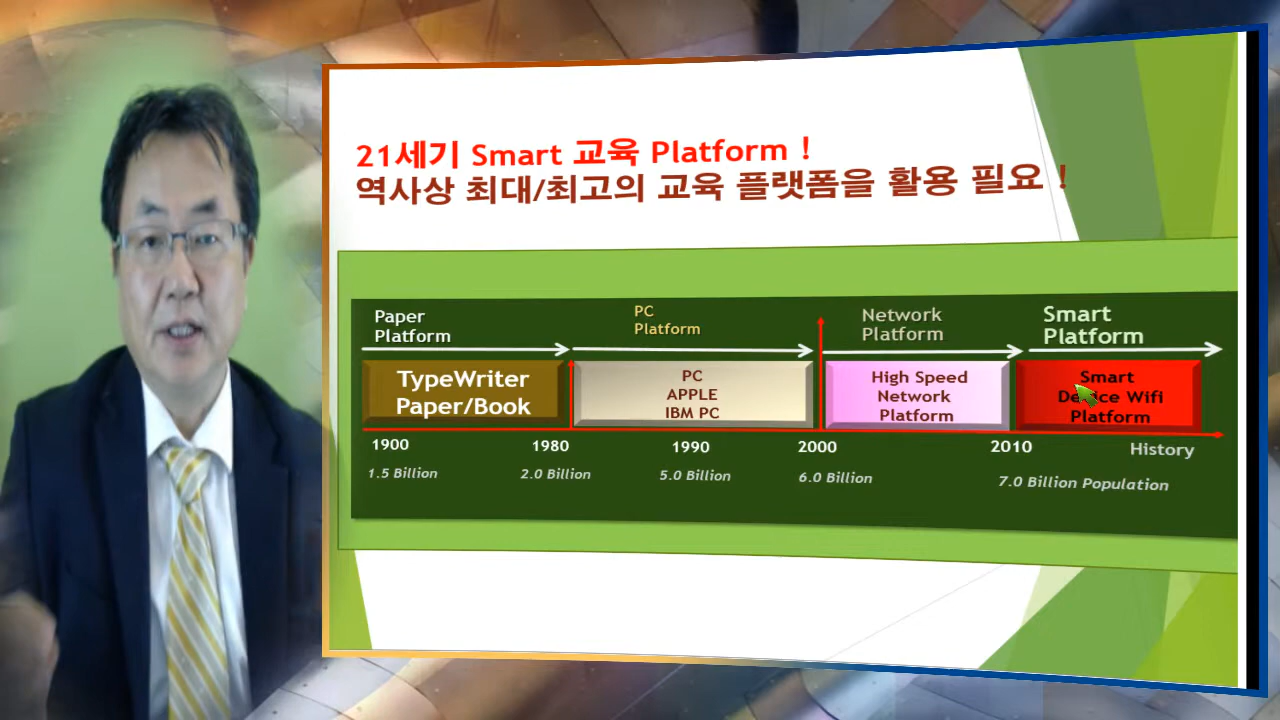 21세기 Smart 교육 Platform !
역사상 최대/최고의 교육 플랫폼을 활용 필요 !
Paper
Platform
PC
Platform
Network
Platform
Smart
Platform
TypeWriter
Paper/Book
PC
APPLE
IBM PC
High Speed
Network
Platform
Smart
Device Wifi
Platform
1900
1980
1990
2000
2010
History
1.5 Billion
2.0 Billion
5.0 Billion
6.0 Billion
7.0 Billion Population